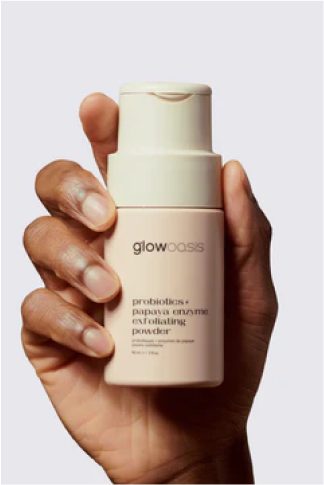 glowoasis
probiotics+
papaya enzyme
exfoliating
powder